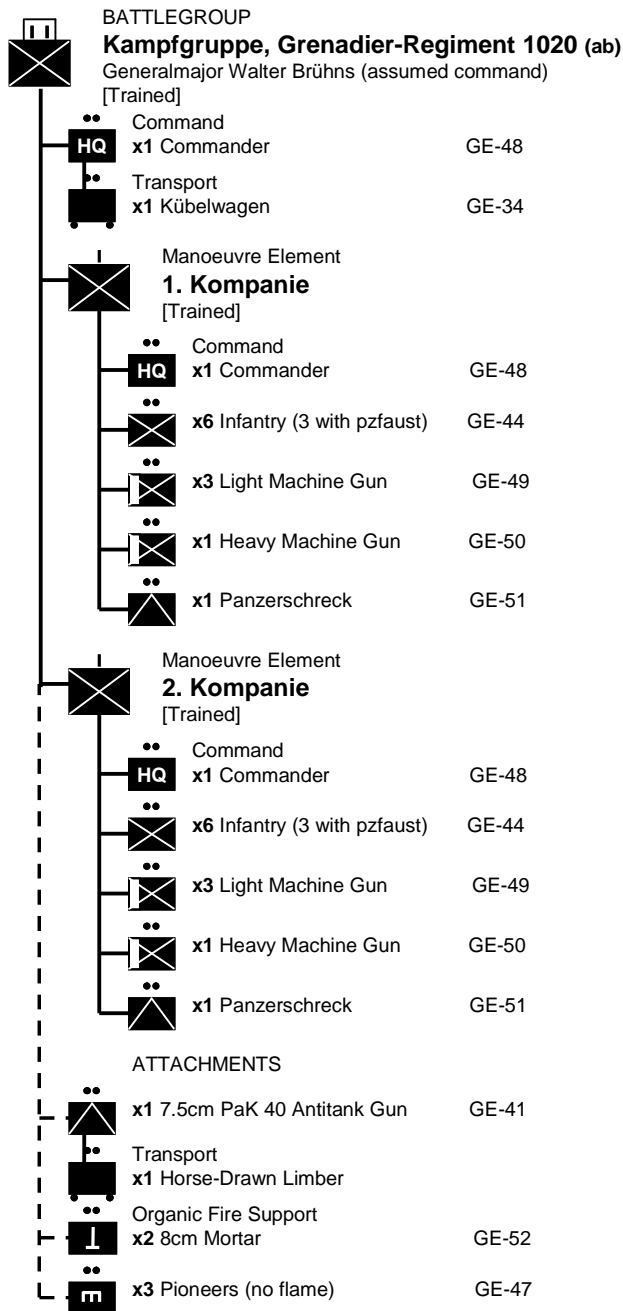 BATTLEGROUP
Kampfgruppe, Grenadier-Regiment 1020 (ab)
Generalmajor Walter Brühns (assumed command)
[Trained]
Command
HQ x1 Commander GE-48
Transport
x1 Kübelwagen GE-34
Manoeuvre Element
1. Kompanie
[Trained]
Command
HQ x1 Commander GE-48
x6 Infantry (3 with pzfaust) GE-44
x3 Light Machine Gun GE-49
x1 Heavy Machine Gun GE-50
x1 Panzerschreck GE-51
Manoeuvre Element
2. Kompanie
[Trained]
Command
HQ x1 Commander GE-48
x6 Infantry (3 with pzfaust) GE-44
x3 Light Machine Gun GE-49
x1 Heavy Machine Gun GE-50
x1 Panzerschreck GE-51
ATTACHMENTS
x1 7.5cm PaK 40 Antitank Gun GE-41
Transport
x1 Horse-Drawn Limber
Organic Fire Support
x2 8cm Mortar GE-52
x3 Pioneers (no flame) GE-47